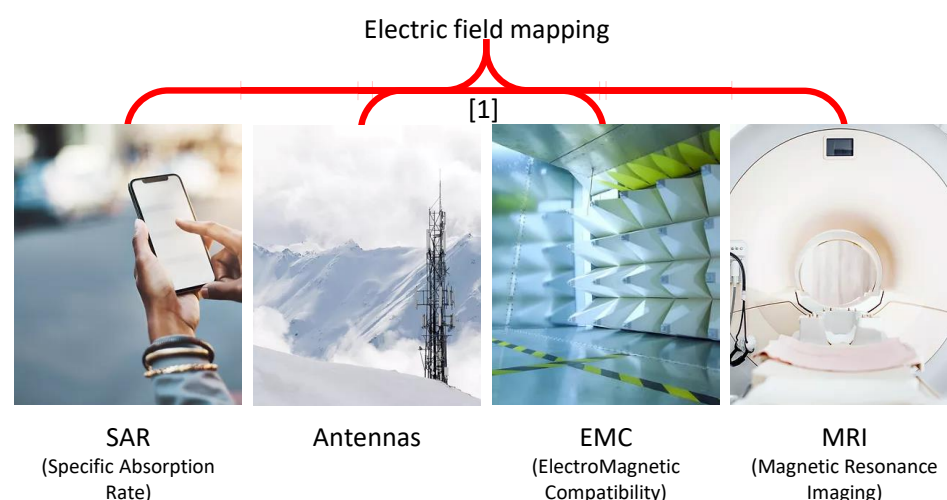 Electric field mapping
[1]
SAR
(Specific Absorption
Rate)
Antennas
EMC
(ElectroMagnetic
Compatibility)
MRI
(Magnetic Resonance
Imaging)